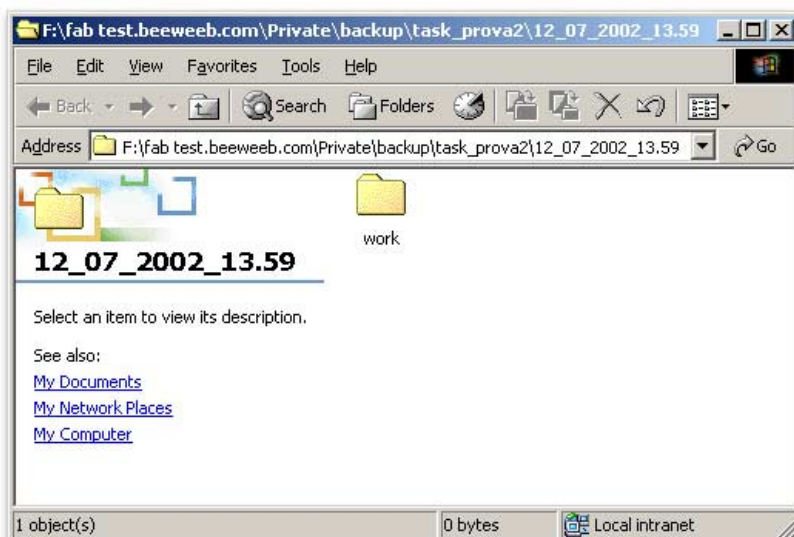 F:\fab test.beeweeb.com\Private\backup\task_prova2\12_07_2002_13.59
File Edit View Favorites Tools Help
Back Search Folders
Address F:\fab test.beeweeb.com\Private\backup\task_prova2\12_07_2002_13.59 Go
work
12_07_2002_13.59
Select an item to view its description.
See also:
My Documents
My Network Places
My Computer
1 object(s) 0 bytes Local intranet